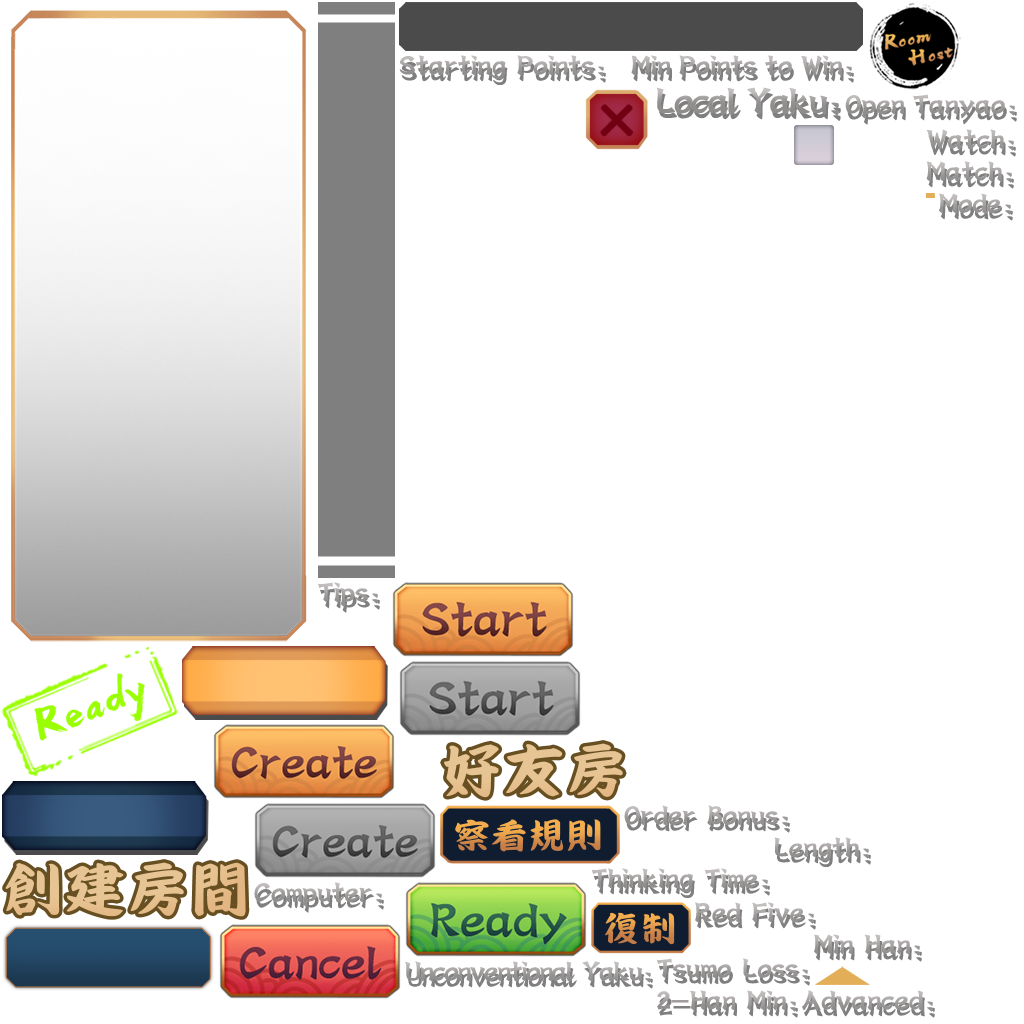 Room
Host
Starting Points:
Min Points to Win:
Local Yaku:
Open Tanyao:
Watch:
Match:
Mode:
Tips:
Start
Ready
Start
Create
好友房
Create
察看規則
Order Bonus:
Length:
創建房間
Computer:
Thinking Time:
Ready
復制
Red Five:
Cancel
Min Han:
Unconventional Yaku:
Tsumo Loss:
2-Han Min:
Advanced: